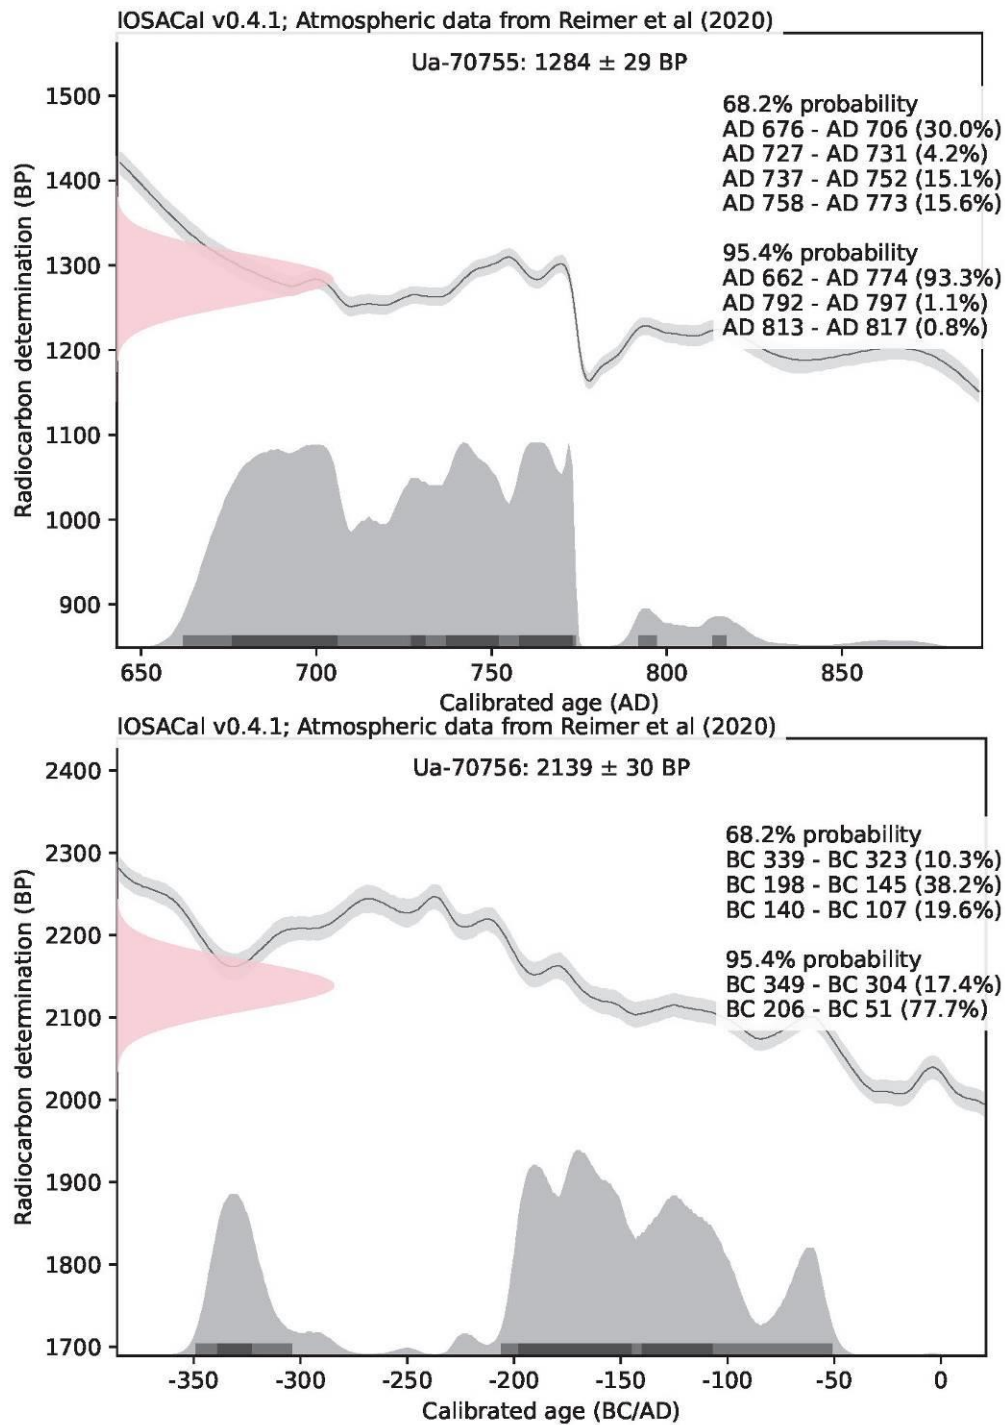 IOSACal v0.4.1; Atmospheric data from Reimer et al (2020)
Ua-70755: 1284 ± 29 BP
68.2% probability
AD 676 - AD 706 (30.0%)
AD 727 - AD 731 (4.2%)
AD 737 - AD 752 (15.1%)
AD 758 - AD 773 (15.6%)
95.4% probability
AD 662 - AD 774 (93.3%)
AD 792 - AD 797 (1.1%)
AD 813 - AD 817 (0.8%)
Radiocarbon determination (BP)
1500
1400
1300
1200
1100
1000
900
650 700 750 800 850
Calibrated age (AD)
IOSACal v0.4.1; Atmospheric data from Reimer et al (2020)
Ua-70756: 2139 ± 30 BP
68.2% probability
BC 339 - BC 323 (10.3%)
BC 198 - BC 145 (38.2%)
BC 140 - BC 107 (19.6%)
95.4% probability
BC 349 - BC 304 (17.4%)
BC 206 - BC 51 (77.7%)
Radiocarbon determination (BP)
2400
2300
2200
2100
2000
1900
1800
1700
-350 -300 -250 -200 -150 -100 -50 0
Calibrated age (BC/AD)